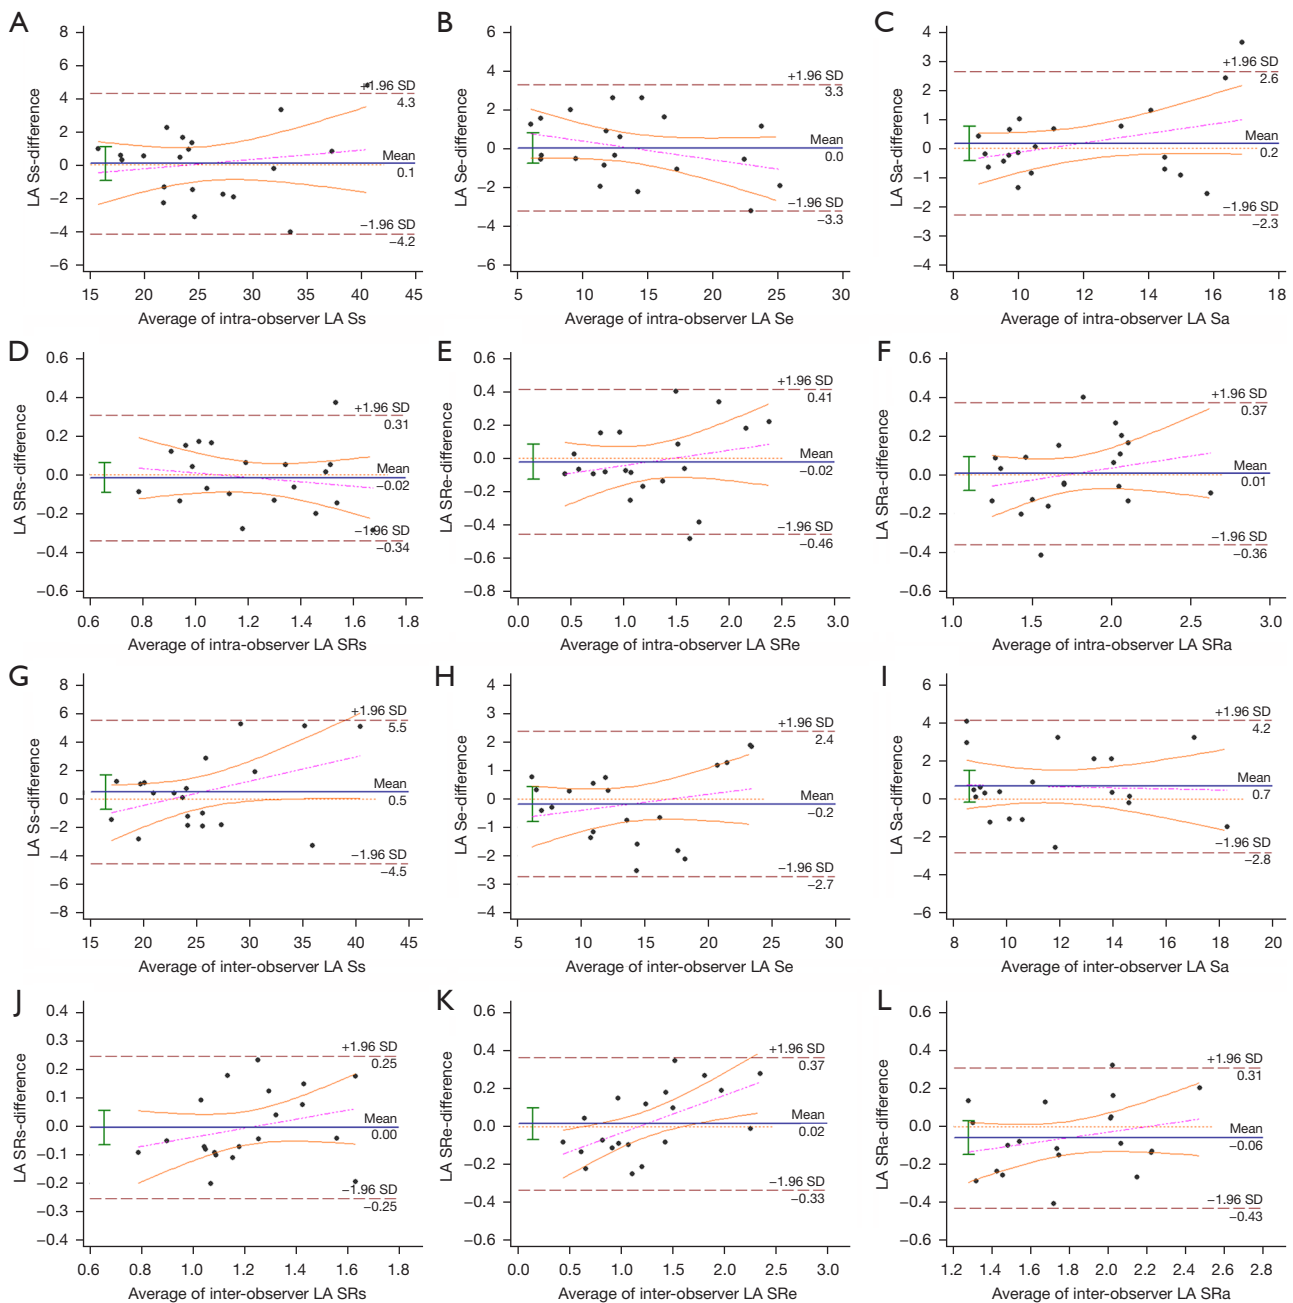 A
LA Ss-difference
8
6
4
2
0
−2
−4
−6
+1.96 SD
4.3
Mean
0.1
−1.96 SD
−4.2
15 20 25 30 35 40 45
Average of intra-observer LA Ss
B
LA Se-difference
6
4
2
0
−2
−4
−6
+1.96 SD
3.3
Mean
0.0
−1.96 SD
−3.3
5 10 15 20 25 30
Average of intra-observer LA Se
C
LA Sa-difference
4
3
2
1
0
−1
−2
−3
−4
+1.96 SD
2.6
Mean
0.2
−1.96 SD
−2.3
8 10 12 14 16 18
Average of intra-observer LA Sa
D
LA SRs-difference
0.6
0.4
0.2
0.0
−0.2
−0.4
−0.6
+1.96 SD
0.31
Mean
−0.02
−1.96 SD
−0.34
0.6 0.8 1.0 1.2 1.4 1.6 1.8
Average of intra-observer LA SRs
E
LA SRe-difference
0.6
0.4
0.2
0.0
−0.2
−0.4
−0.6
−0.8
+1.96 SD
0.41
Mean
−0.02
−1.96 SD
−0.46
0.0 0.5 1.0 1.5 2.0 2.5 3.0
Average of intra-observer LA SRe
F
LA SRa-difference
0.6
0.4
0.2
0.0
−0.2
−0.4
−0.6
+1.96 SD
0.37
Mean
0.01
−1.96 SD
−0.36
1.0 1.5 2.0 2.5 3.0
Average of intra-observer LA SRa
G
LA Ss-difference
8
6
4
2
0
−2
−4
−6
−8
+1.96 SD
5.5
Mean
0.5
−1.96 SD
−4.5
15 20 25 30 35 40 45
Average of inter-observer LA Ss
H
LA Se-difference
4
3
2
1
0
−1
−2
−3
−4
+1.96 SD
2.4
Mean
−0.2
−1.96 SD
−2.7
5 10 15 20 25 30
Average of inter-observer LA Se
I
LA Sa-difference
6
4
2
0
−2
−4
−6
+1.96 SD
4.2
Mean
0.7
−1.96 SD
−2.8
8 10 12 14 16 18 20
Average of inter-observer LA Sa
J
LA SRs-difference
0.4
0.3
0.2
0.1
0.0
−0.1
−0.2
−0.3
−0.4
+1.96 SD
0.25
Mean
0.00
−1.96 SD
−0.25
0.6 0.8 1.0 1.2 1.4 1.6 1.8
Average of inter-observer LA SRs
K
LA SRe-difference
0.6
0.4
0.2
0.0
−0.2
−0.4
−0.6
+1.96 SD
0.37
Mean
0.02
−1.96 SD
−0.33
0.0 0.5 1.0 1.5 2.0 2.5 3.0
Average of inter-observer LA SRe
L
LA SRa-difference
0.6
0.4
0.2
0.0
−0.2
−0.4
−0.6
+1.96 SD
0.31
Mean
−0.06
−1.96 SD
−0.43
1.2 1.4 1.6 1.8 2.0 2.2 2.4 2.6 2.8
Average of inter-observer LA SRa